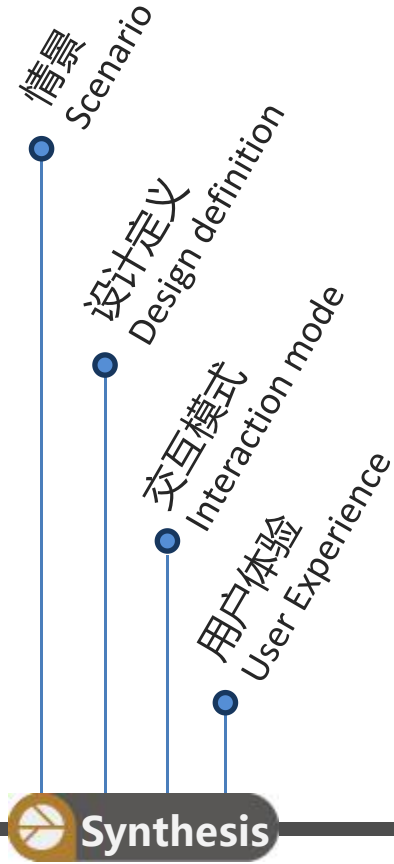 情景
Scenario
设计定义
Design definition
交互模式
Interaction mode
用户体验
User Experience
Synthesis